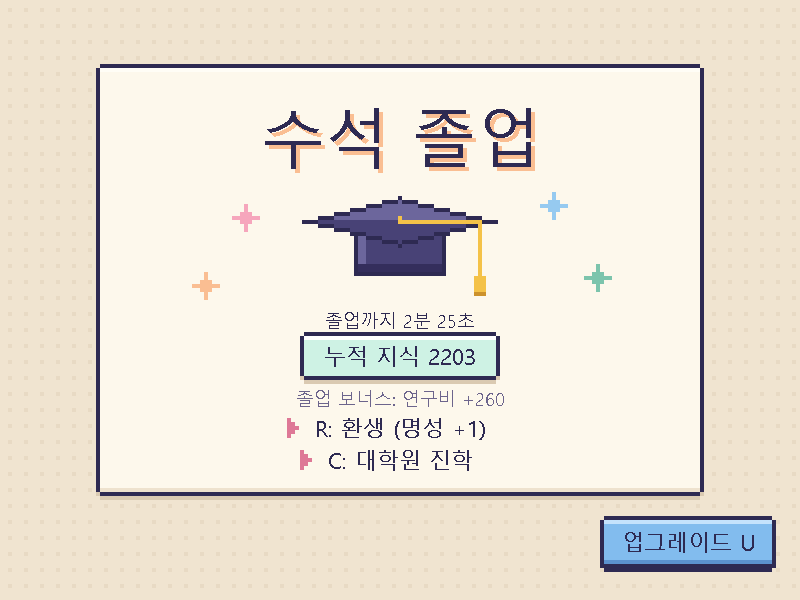 수석 졸업
졸업까지 2분 25초
누적 지식 2203
졸업 보너스: 연구비 +260
R: 환생 (명성 +1)
C: 대학원 진학
업그레이드 U